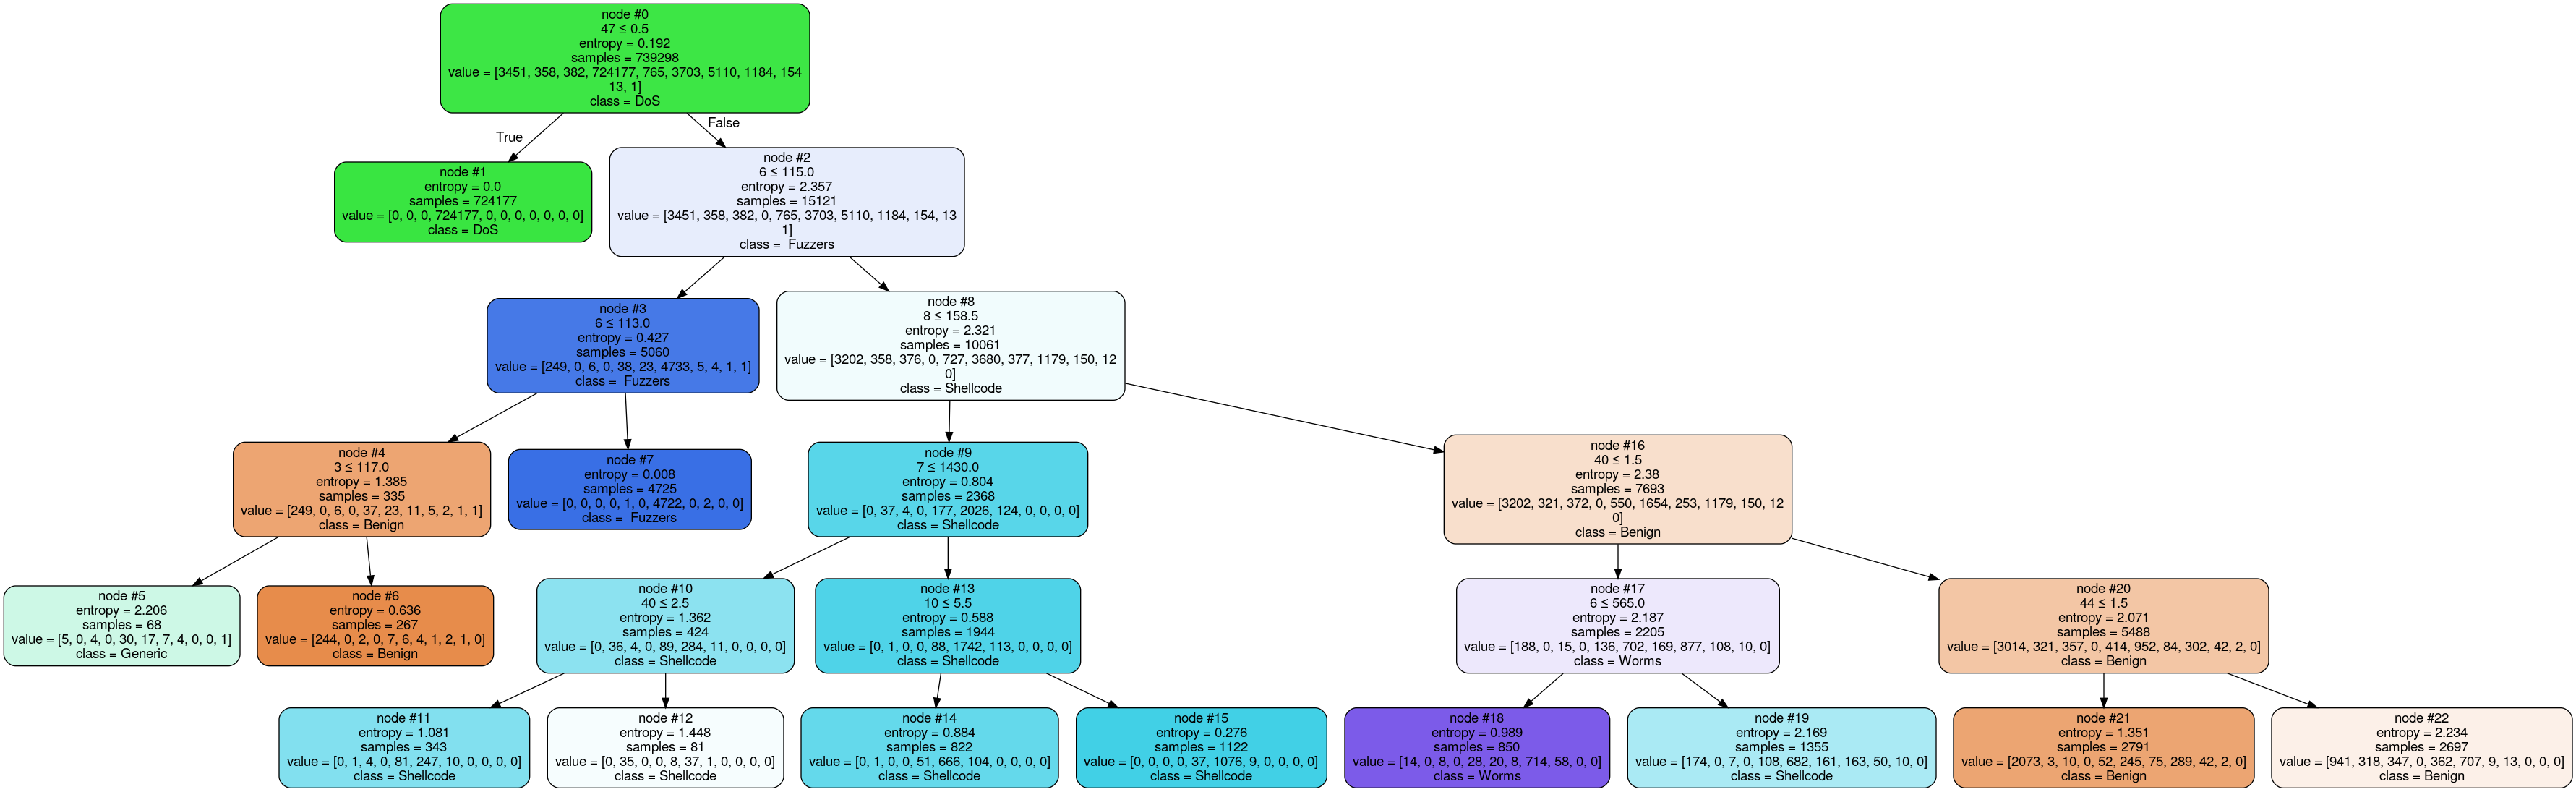 node #0
47 ≤ 0.5
entropy = 0.192
samples = 739298
value = [3451, 358, 382, 724177, 765, 3703, 5110, 1184, 154
13, 1]
class = DoS
True
False
node #1
entropy = 0.0
samples = 724177
value = [0, 0, 0, 724177, 0, 0, 0, 0, 0, 0, 0]
class = DoS
node #2
6 ≤ 115.0
entropy = 2.357
samples = 15121
value = [3451, 358, 382, 0, 765, 3703, 5110, 1184, 154, 13
1]
class =  Fuzzers
node #3
6 ≤ 113.0
entropy = 0.427
samples = 5060
value = [249, 0, 6, 0, 38, 23, 4733, 5, 4, 1, 1]
class =  Fuzzers
node #8
8 ≤ 158.5
entropy = 2.321
samples = 10061
value = [3202, 358, 376, 0, 727, 3680, 377, 1179, 150, 12
0]
class = Shellcode
node #4
3 ≤ 117.0
entropy = 1.385
samples = 335
value = [249, 0, 6, 0, 37, 23, 11, 5, 2, 1, 1]
class = Benign
node #7
entropy = 0.008
samples = 4725
value = [0, 0, 0, 0, 1, 0, 4722, 0, 2, 0, 0]
class =  Fuzzers
node #9
7 ≤ 1430.0
entropy = 0.804
samples = 2368
value = [0, 37, 4, 0, 177, 2026, 124, 0, 0, 0, 0]
class = Shellcode
node #16
40 ≤ 1.5
entropy = 2.38
samples = 7693
value = [3202, 321, 372, 0, 550, 1654, 253, 1179, 150, 12
0]
class = Benign
node #5
entropy = 2.206
samples = 68
value = [5, 0, 4, 0, 30, 17, 7, 4, 0, 0, 1]
class = Generic
node #6
entropy = 0.636
samples = 267
value = [244, 0, 2, 0, 7, 6, 4, 1, 2, 1, 0]
class = Benign
node #10
40 ≤ 2.5
entropy = 1.362
samples = 424
value = [0, 36, 4, 0, 89, 284, 11, 0, 0, 0, 0]
class = Shellcode
node #13
10 ≤ 5.5
entropy = 0.588
samples = 1944
value = [0, 1, 0, 0, 88, 1742, 113, 0, 0, 0, 0]
class = Shellcode
node #17
6 ≤ 565.0
entropy = 2.187
samples = 2205
value = [188, 0, 15, 0, 136, 702, 169, 877, 108, 10, 0]
class = Worms
node #20
44 ≤ 1.5
entropy = 2.071
samples = 5488
value = [3014, 321, 357, 0, 414, 952, 84, 302, 42, 2, 0]
class = Benign
node #11
entropy = 1.081
samples = 343
value = [0, 1, 4, 0, 81, 247, 10, 0, 0, 0, 0]
class = Shellcode
node #12
entropy = 1.448
samples = 81
value = [0, 35, 0, 0, 8, 37, 1, 0, 0, 0, 0]
class = Shellcode
node #14
entropy = 0.884
samples = 822
value = [0, 1, 0, 0, 51, 666, 104, 0, 0, 0, 0]
class = Shellcode
node #15
entropy = 0.276
samples = 1122
value = [0, 0, 0, 0, 37, 1076, 9, 0, 0, 0, 0]
class = Shellcode
node #18
entropy = 0.989
samples = 850
value = [14, 0, 8, 0, 28, 20, 8, 714, 58, 0, 0]
class = Worms
node #19
entropy = 2.169
samples = 1355
value = [174, 0, 7, 0, 108, 682, 161, 163, 50, 10, 0]
class = Shellcode
node #21
entropy = 1.351
samples = 2791
value = [2073, 3, 10, 0, 52, 245, 75, 289, 42, 2, 0]
class = Benign
node #22
entropy = 2.234
samples = 2697
value = [941, 318, 347, 0, 362, 707, 9, 13, 0, 0, 0]
class = Benign